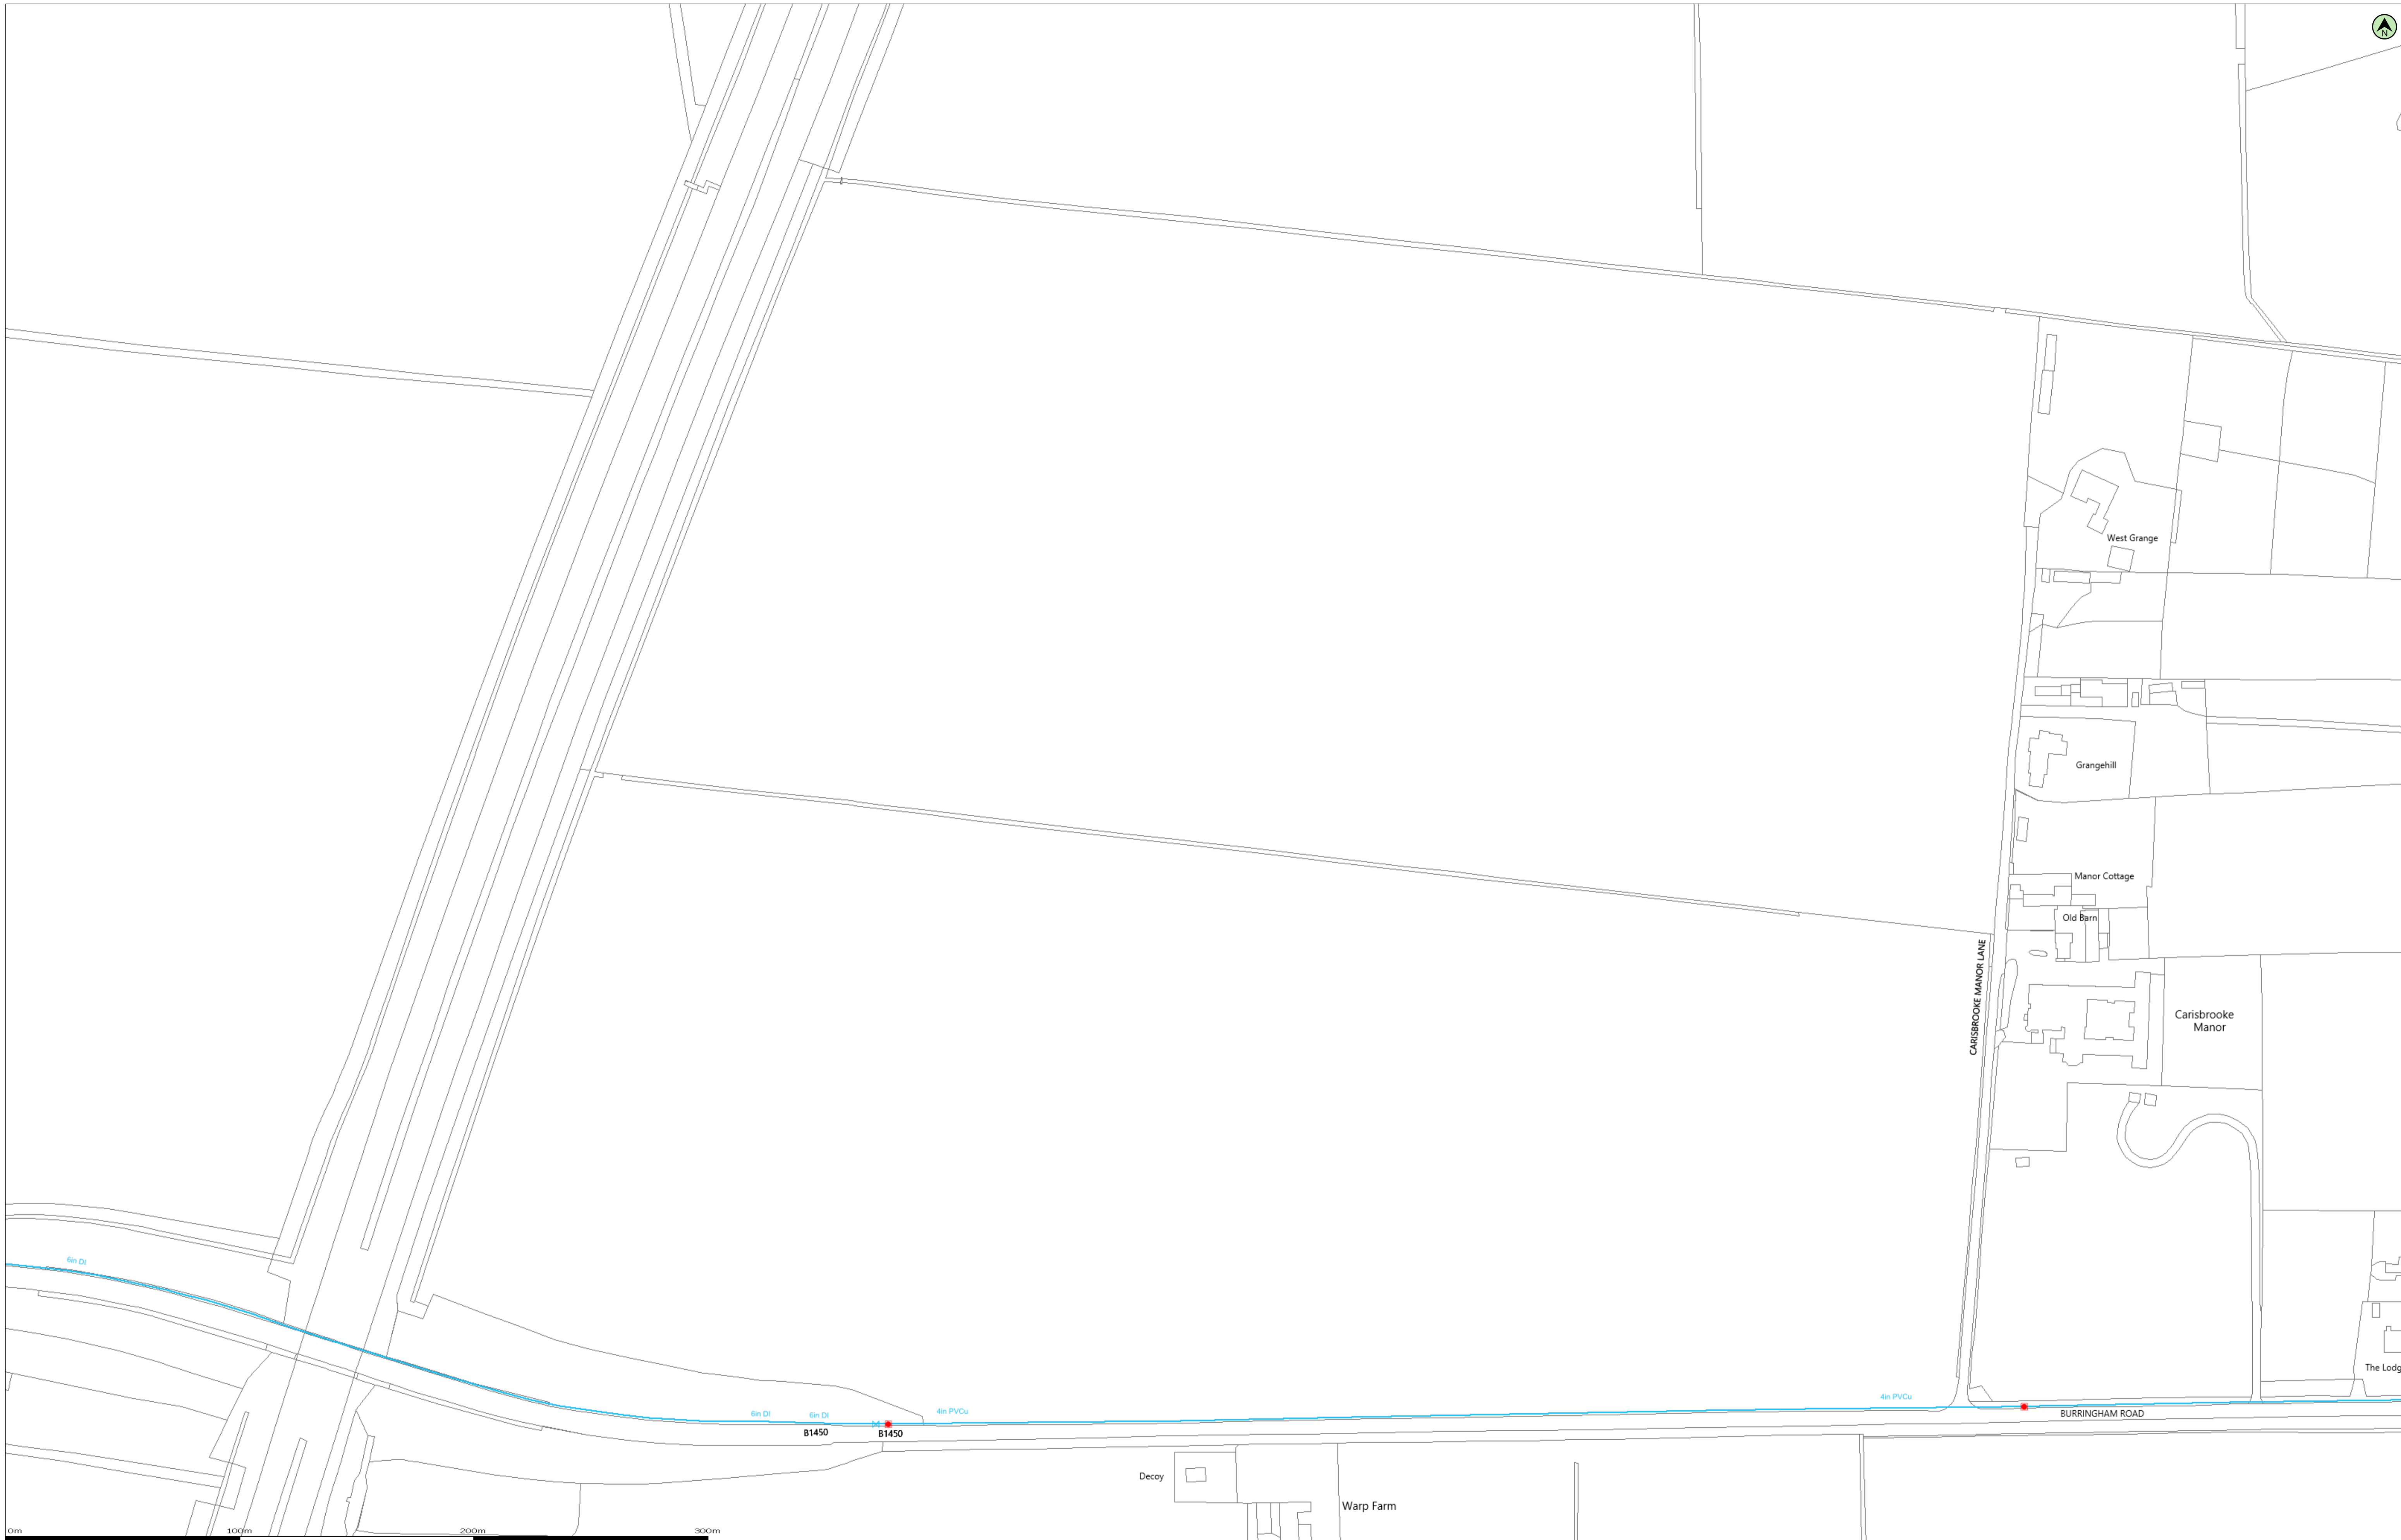 N
West Grange
Grangehill
Manor Cottage
Old Barn
CARISBROOKE MANOR LANE
Carisbrooke
Manor
6in DI
The Lodg
4in PVCu
6in DI
6in DI
4in PVCu
BURRINGHAM ROAD
B1450
B1450
Decoy
Warp Farm
0m
100m
200m
300m